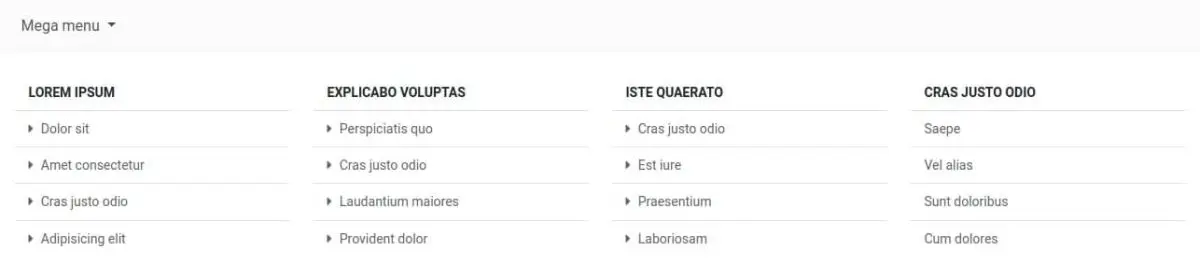 Mega menu
LOREM IPSUM
Dolor sit
Amet consectetur
Cras justo odio
Adipisicing elit
EXPLICABO VOLUPTAS
Perspiciatis quo
Cras justo odio
Laudantium maiores
Provident dolor
ISTE QUAERATO
Cras justo odio
Est iure
Praesentium
Laboriosam
CRAS JUSTO ODIO
Saepe
Vel alias
Sunt doloribus
Cum dolores